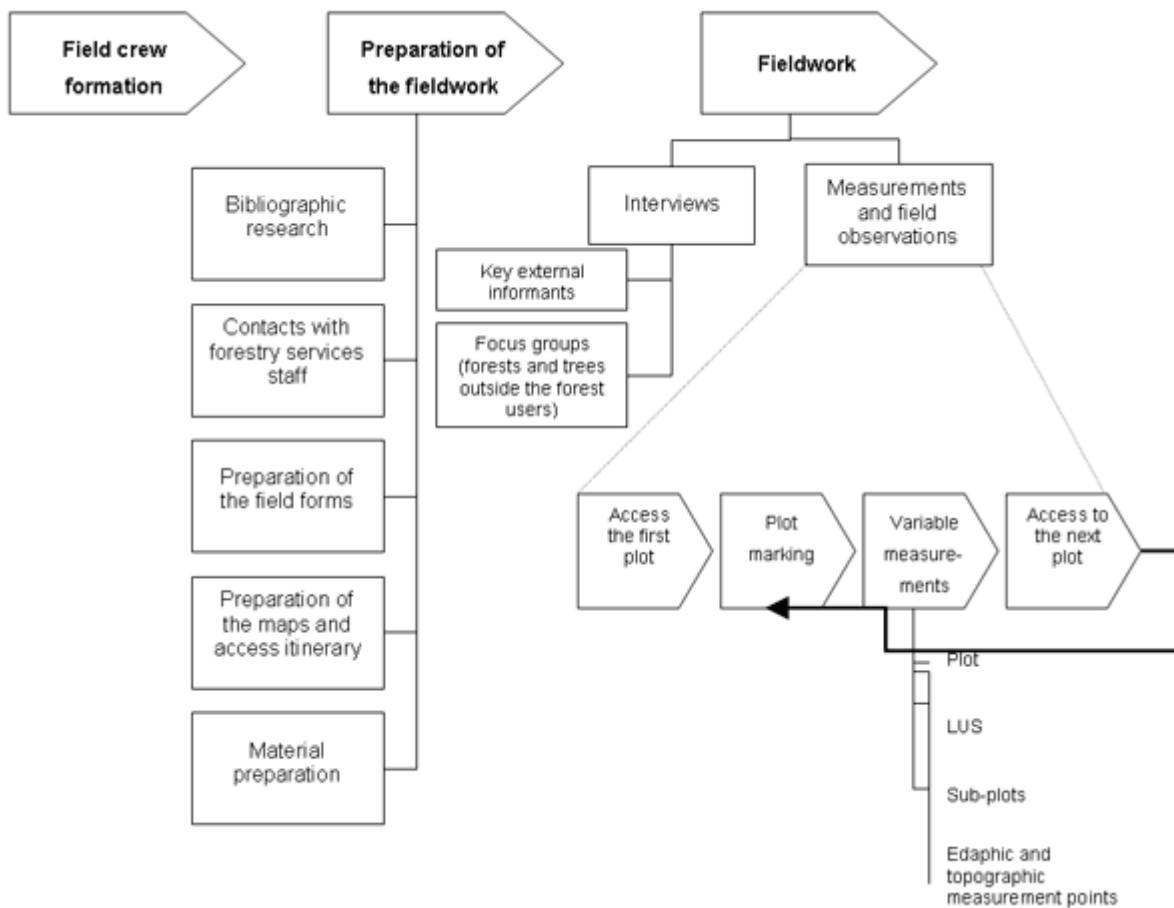 Field crew
formation
Preparation of
the fieldwork
Fieldwork
Bibliographic
research
Contacts with
forestry services
staff
Preparation of
the field forms
Preparation of
the maps and
access itinerary
Material
preparation
Interviews
Key external
informants
Focus groups
(forests and trees
outside the forest
users)
Measurements
and field
observations
Access
the first
plot
Plot
marking
Variable
measure-
ments
Access to
the next
plot
Plot
LUS
Sub-plots
Edaphic and
topographic
measurement points